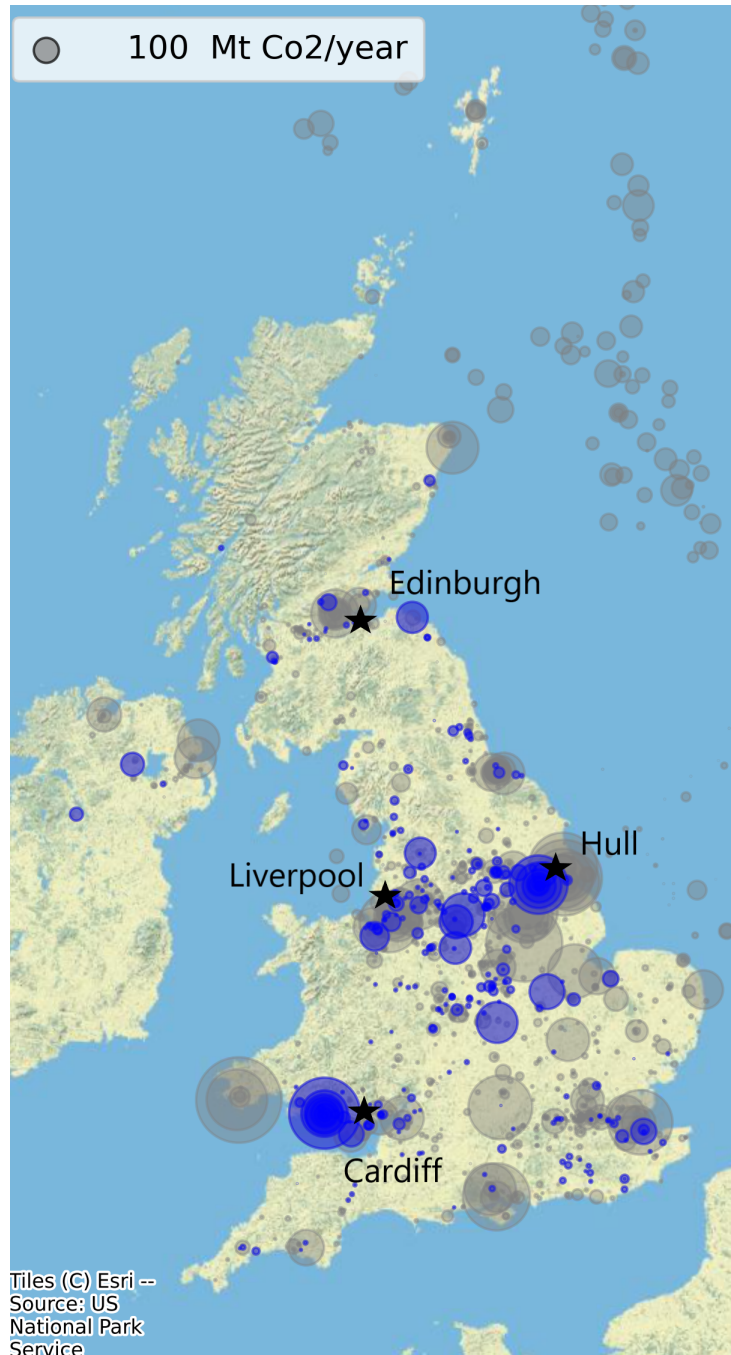 100 Mt Co2/year
Edinburgh
Hull
Liverpool
Cardiff
Tiles (C) Esri --
Source: US
National Park
Service